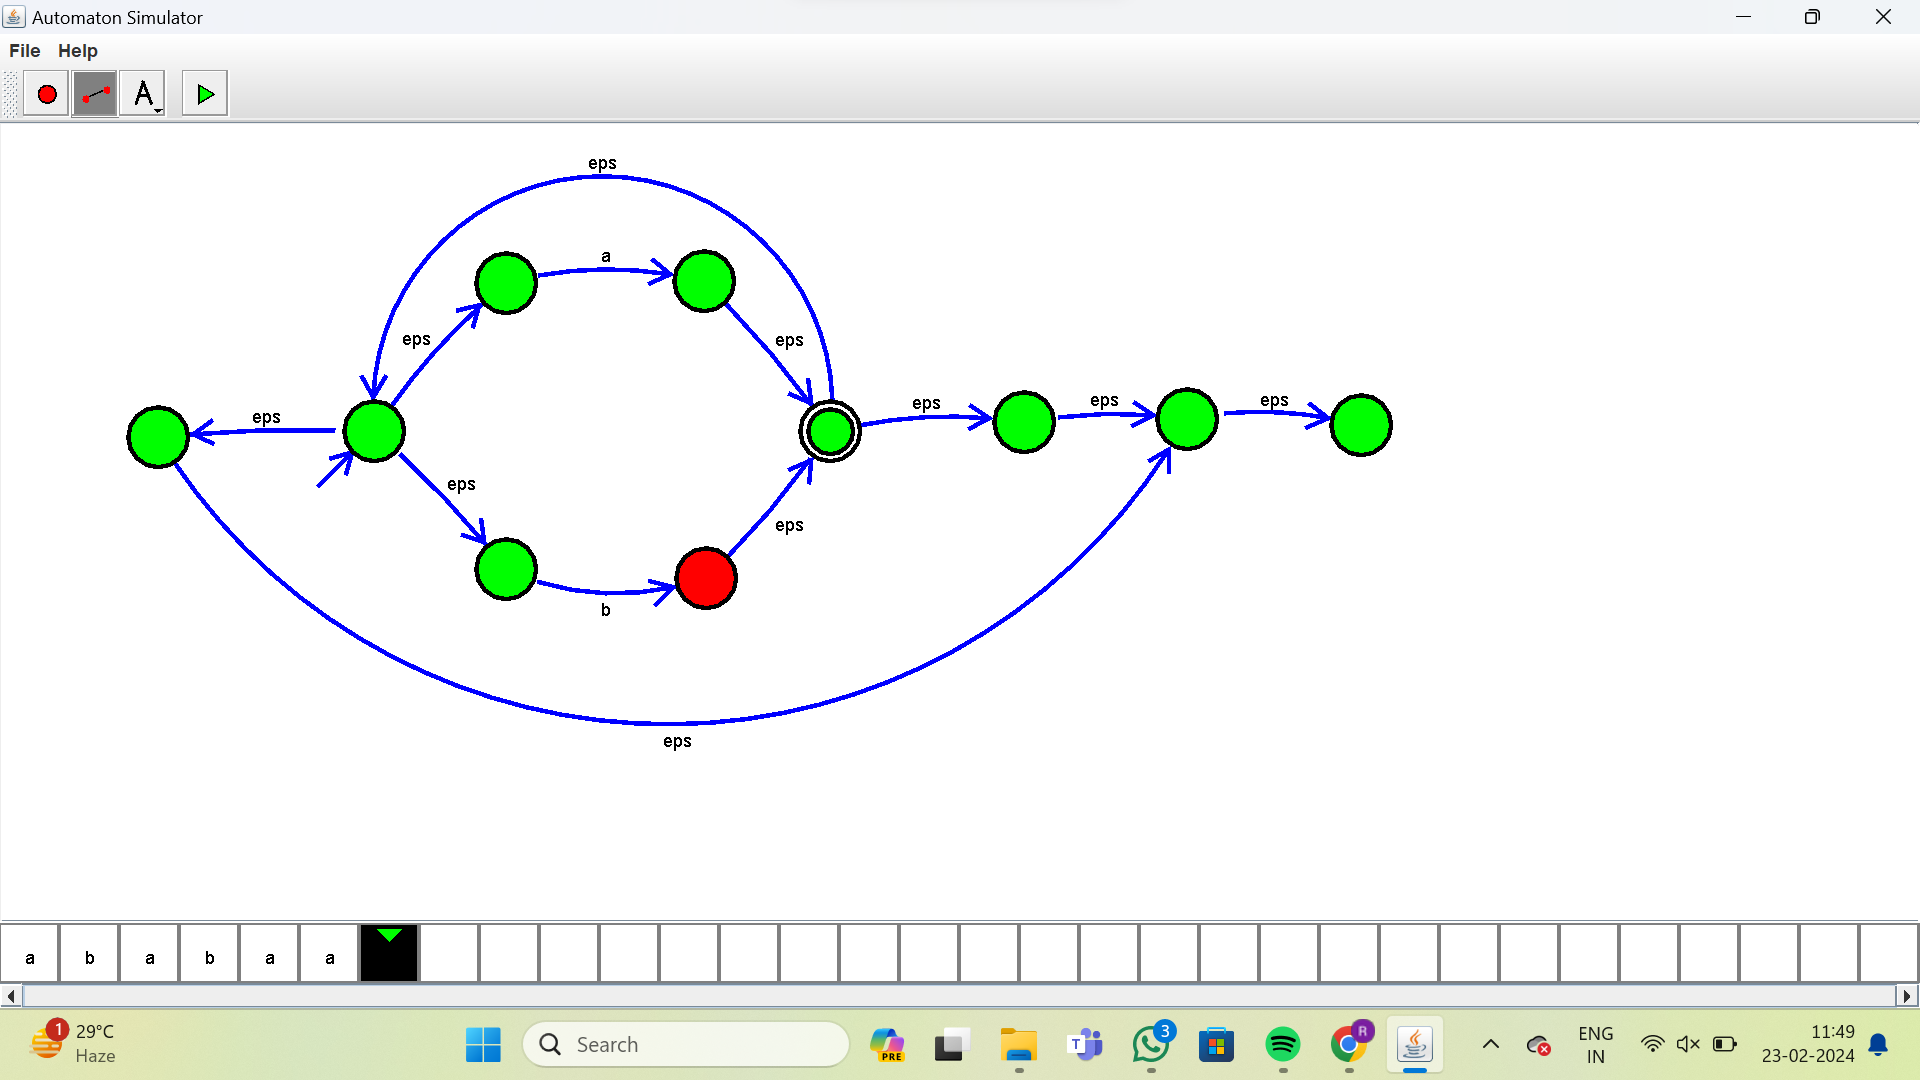 Automaton Simulator
File Help
A
eps
a
eps
eps
eps
eps
eps
eps
eps
eps
b
eps
a b a b a a
1
29°C
Haze
Search
PRE
T
3
R
ENG
IN
11:49
23-02-2024